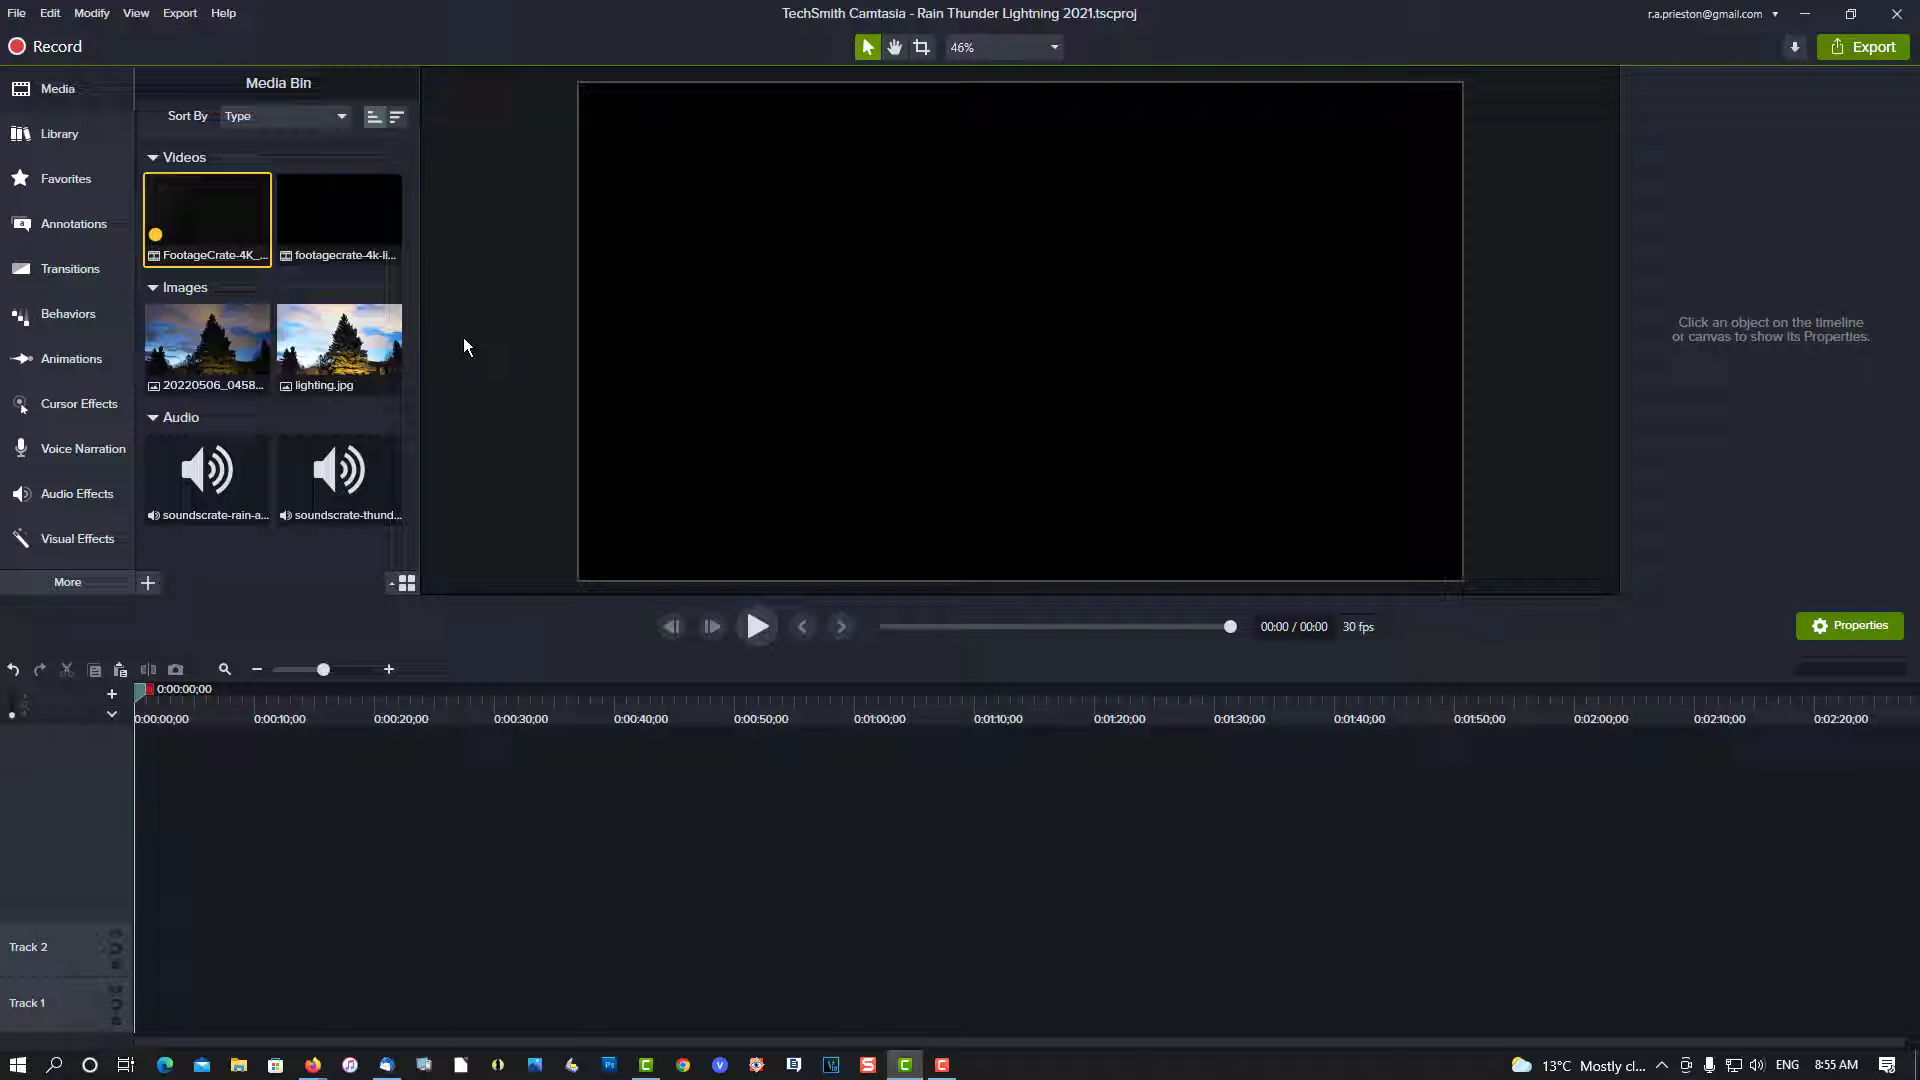 File Edit Modify View Export Help
TechSmith Camtasia - Rain Thunder Lightning 2021.tscproj
r.a.prieston@gmail.com
Record
46%
Export
Media
Library
Favorites
Annotations
Transitions
Behaviors
Animations
Cursor Effects
Voice Narration
Audio Effects
Visual Effects
More
Media Bin
Sort By Type
Videos
FootageCrate-4K_... footagecrate-4k-li...
Images
20220506_0458... lighting.jpg
Audio
soundscrate-rain-a... soundscrate-thund...
Click an object on the timeline
or canvas to show its Properties.
00:00 / 00:00 30 fps
Properties
0:00:00;00
0:00:00;00 0:00:10;00 0:00:20;00 0:00:30;00 0:00:40;00 0:00:50;00 0:01:00;00 0:01:10;00 0:01:20;00 0:01:30;00 0:01:40;00 0:01:50;00 0:02:00;00 0:02:10;00 0:02:20;00
Track 2
Track 1
13°C Mostly cl... ENG 8:55 AM